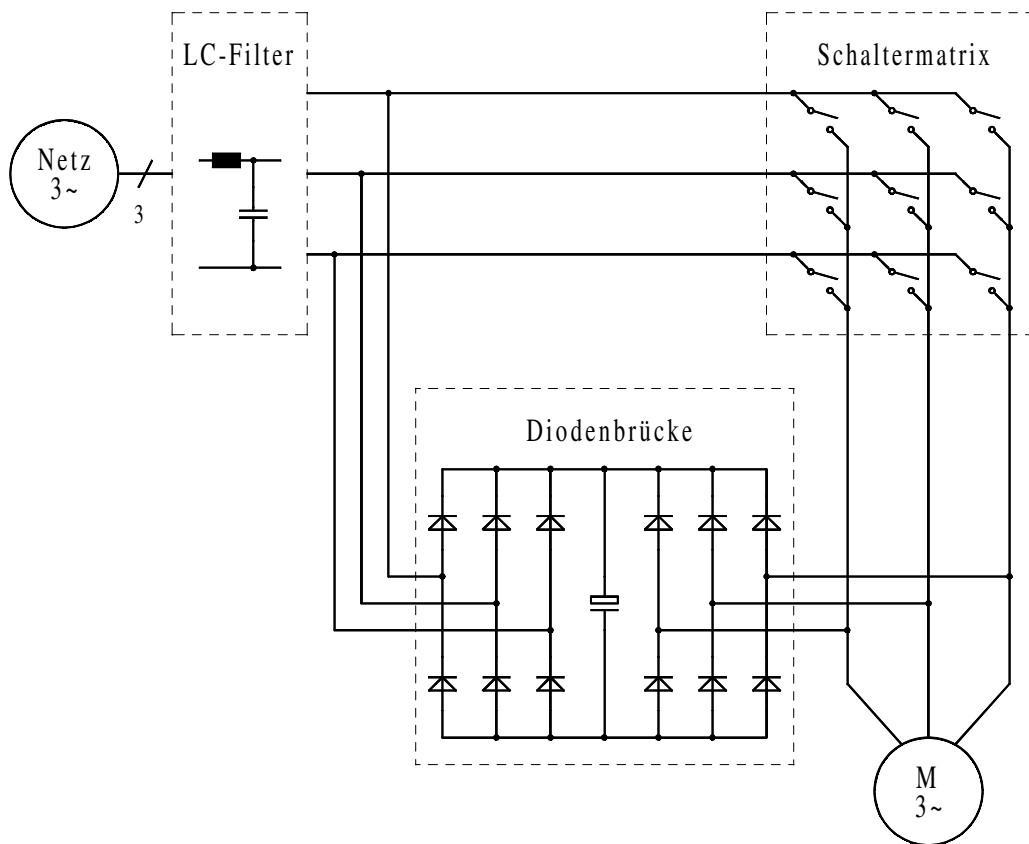 LC-Filter
Schaltermatrix
Netz
3~
3
Diodenbrücke
M
3~